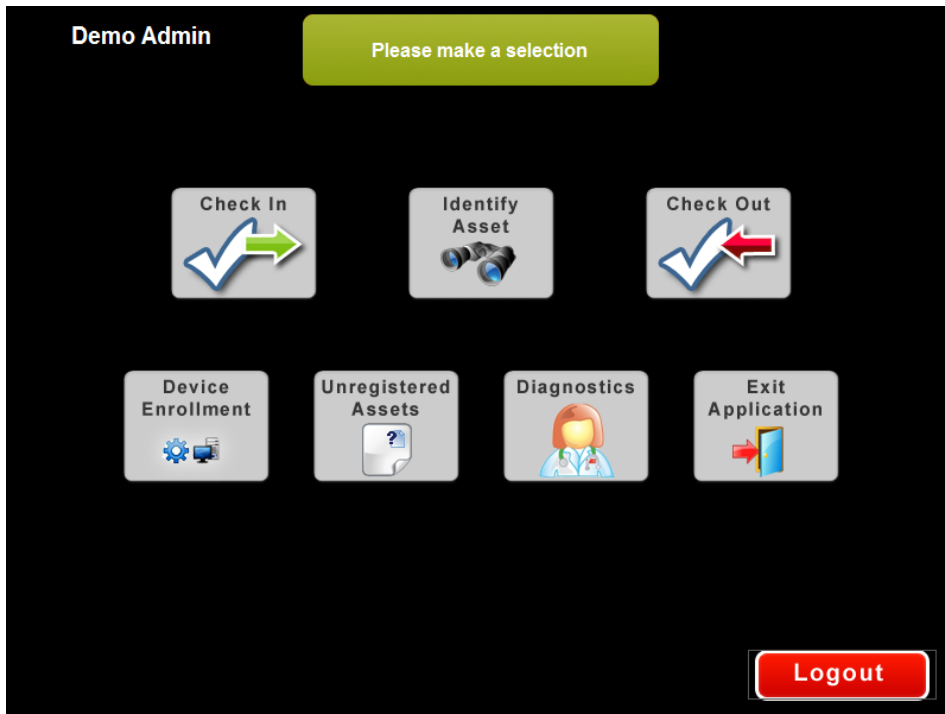 Demo Admin
Please make a selection
Check In
Identify
Asset
Check Out
Device
Enrollment
Unregistered
Assets
?
Diagnostics
Exit
Application
Logout